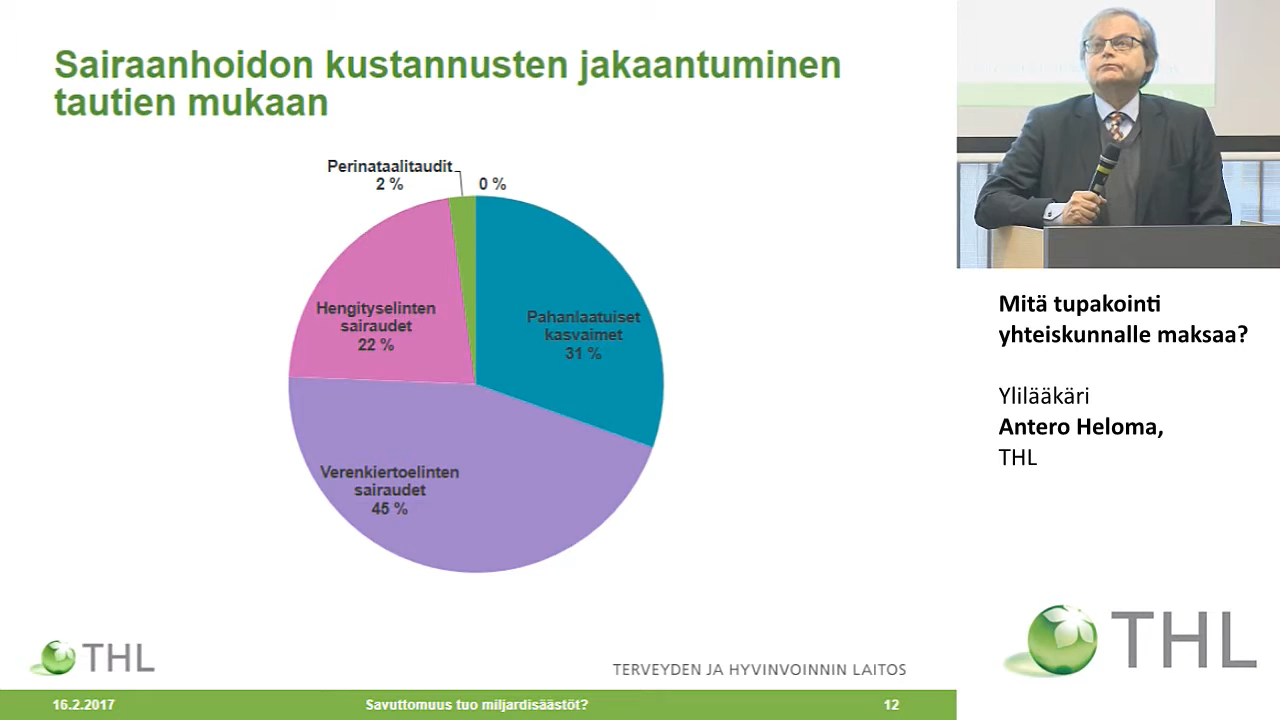 Sairaanhoidon kustannusten jakaantuminen
tautien mukaan
Perinataalitaudit
2 %
0 %
Hengityselinten
sairaudet
22 %
Pahanlaatuiset
kasvaimet
31 %
Verenkiertoelinten
sairaudet
45 %
THL
TERVEYDEN JA HYVINVOINNIN LAITOS
16.2.2017
Savuttomuus tuo miljardisäästöt?
12
Mitä tupakointi
yhteiskunnalle maksaa?
Ylilääkäri
Antero Heloma,
THL
THL